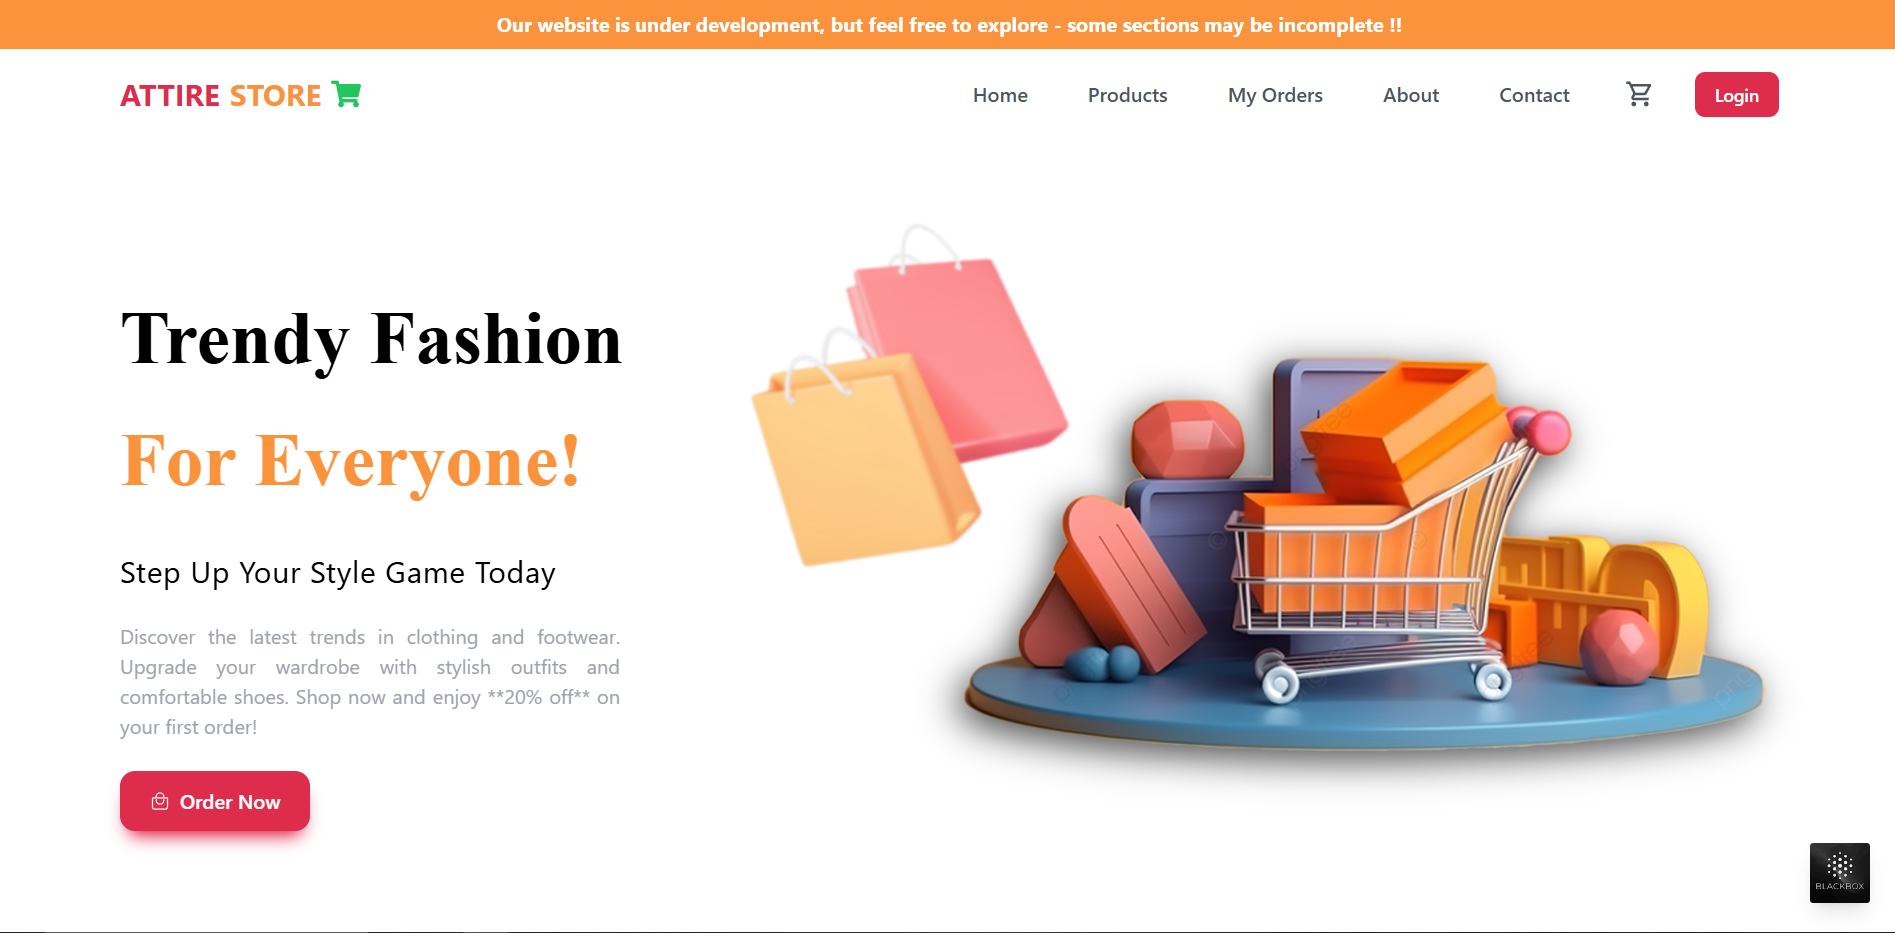 Our website is under development, but feel free to explore - some sections may be incomplete !!
ATTIRE STORE
Home
Products
My Orders
About
Contact
Login
Trendy Fashion
For Everyone!
Step Up Your Style Game Today
Discover the latest trends in clothing and footwear.
Upgrade your wardrobe with stylish outfits and
comfortable shoes. Shop now and enjoy **20% off** on
your first order!
Order Now
BLACKBOX